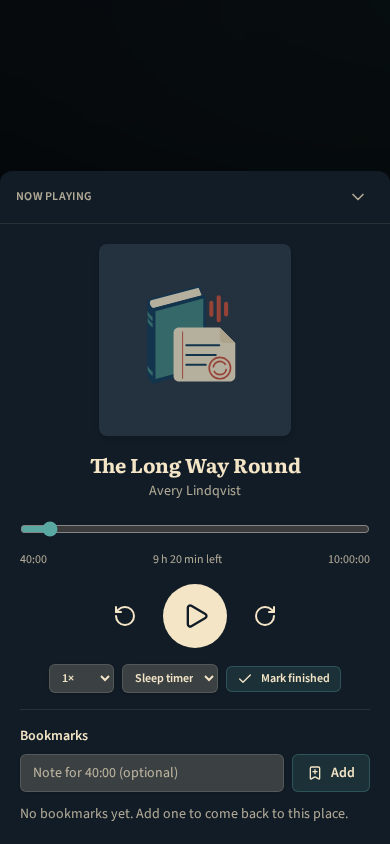 NOW PLAYING
The Long Way Round
Avery Lindqvist
40:00 9 h 20 min left 10:00:00
1× Sleep timer Mark finished
Bookmarks
Note for 40:00 (optional) Add
No bookmarks yet. Add one to come back to this place.